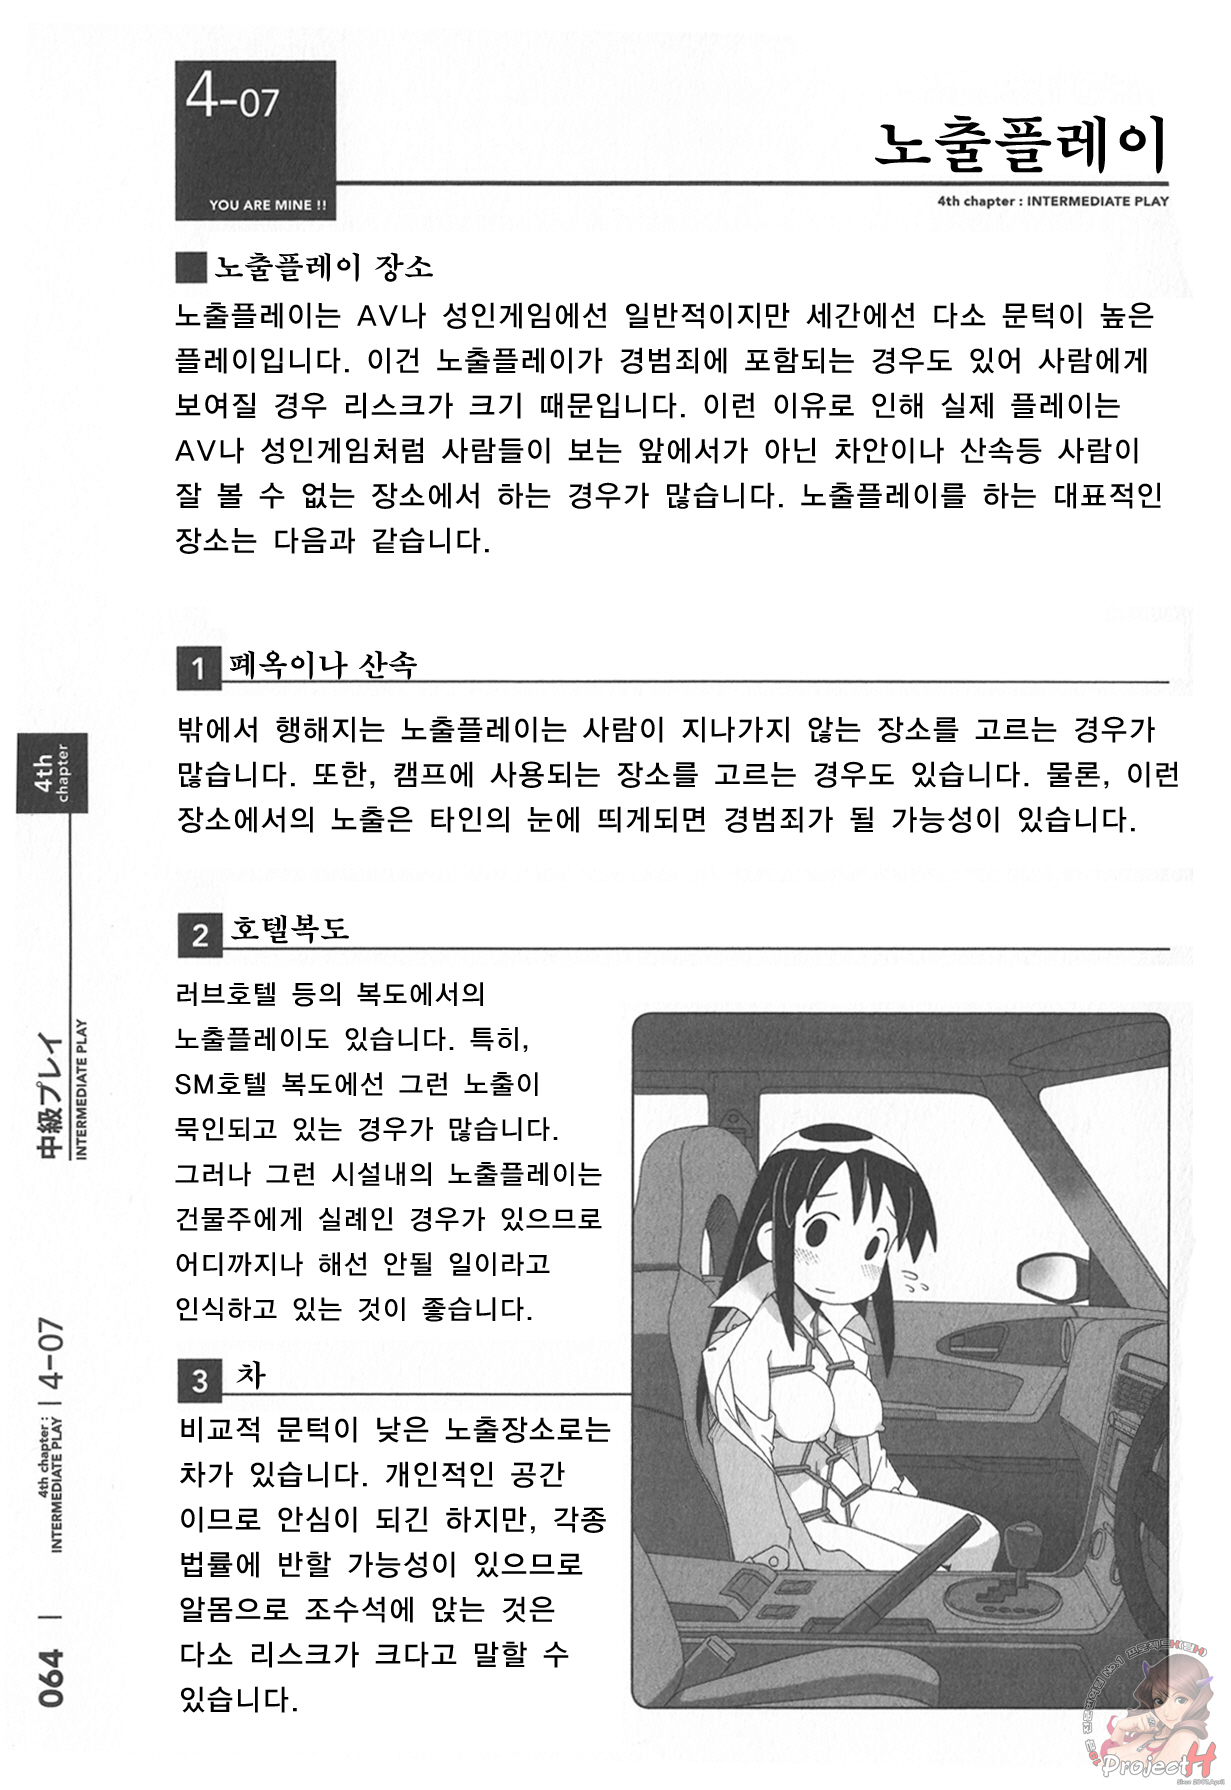 4-07
YOU ARE MINE !!
노출플레이
4th chapter : INTERMEDIATE PLAY
노출플레이 장소
노출플레이는 AV나 성인게임에선 일반적이지만 세간에선 다소 문턱이 높은
플레이입니다. 이건 노출플레이가 경범죄에 포함되는 경우도 있어 사람에게
보여질 경우 리스크가 크기 때문입니다. 이런 이유로 인해 실제 플레이는
AV나 성인게임처럼 사람들이 보는 앞에서가 아닌 차안이나 산속등 사람이
잘 볼 수 없는 장소에서 하는 경우가 많습니다. 노출플레이를 하는 대표적인
장소는 다음과 같습니다.
1 폐옥이나 산속
밖에서 행해지는 노출플레이는 사람이 지나가지 않는 장소를 고르는 경우가
많습니다. 또한, 캠프에 사용되는 장소를 고르는 경우도 있습니다. 물론, 이런
장소에서의 노출은 타인의 눈에 띄게되면 경범죄가 될 가능성이 있습니다.
2 호텔복도
러브호텔 등의 복도에서의
노출플레이도 있습니다. 특히,
SM호텔 복도에선 그런 노출이
묵인되고 있는 경우가 많습니다.
그러나 그런 시설내의 노출플레이는
건물주에게 실례인 경우가 있으므로
어디까지나 해선 안될 일이라고
인식하고 있는 것이 좋습니다.
3 차
비교적 문턱이 낮은 노출장소로는
차가 있습니다. 개인적인 공간
이므로 안심이 되긴 하지만, 각종
법률에 반할 가능성이 있으므로
알몸으로 조수석에 앉는 것은
다소 리스크가 크다고 말할 수
있습니다.
4th
chapter
中級プレイ
INTERMEDIATE PLAY
4-07
4th chapter :
INTERMEDIATE PLAY
064
ProjectH
Since 2007.April